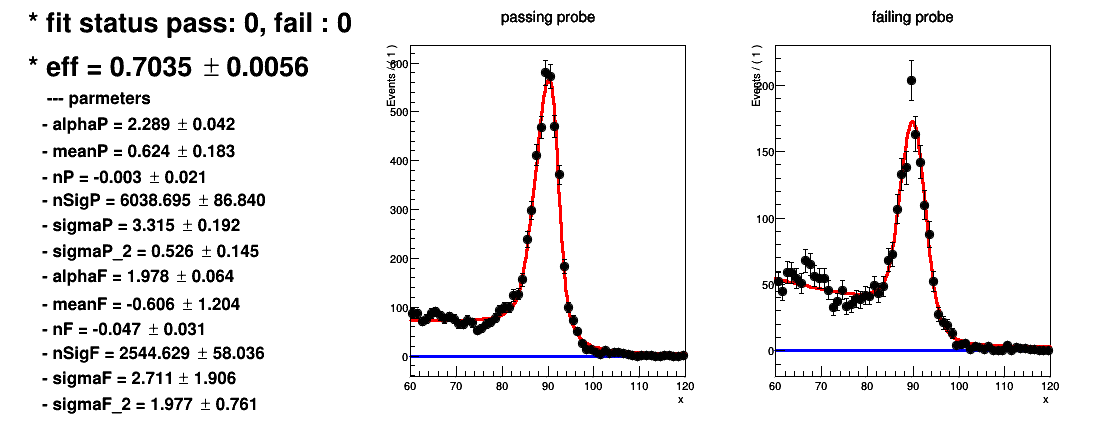 * fit status pass: 0, fail : 0
* eff = 0.7035 ± 0.0056
--- parmeters
- alphaP = 2.289 ± 0.042
- meanP = 0.624 ± 0.183
- nP = -0.003 ± 0.021
- nSigP = 6038.695 ± 86.840
- sigmaP = 3.315 ± 0.192
- sigmaP_2 = 0.526 ± 0.145
- alphaF = 1.978 ± 0.064
- meanF = -0.606 ± 1.204
- nF = -0.047 ± 0.031
- nSigF = 2544.629 ± 58.036
- sigmaF = 2.711 ± 1.906
- sigmaF_2 = 1.977 ± 0.761
passing probe
Events / ( 1 )
600
500
400
300
200
100
0
60 70 80 90 100 110 120
x
failing probe
Events / ( 1 )
200
150
100
50
0
60 70 80 90 100 110 120
x